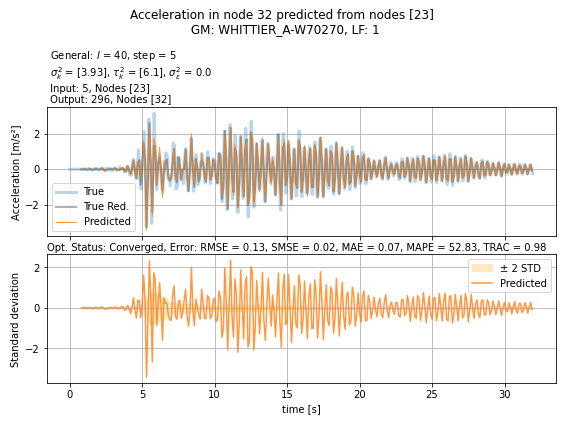 Acceleration in node 32 predicted from nodes [23]
GM: WHITTIER_A-W70270, LF: 1
General: l = 40, step = 5
σ²ₖ = [3.93], τ²ₖ = [6.1], σ²ε = 0.0
Input: 5, Nodes [23]
Output: 296, Nodes [32]
Acceleration [m/s²]
2
0
−2
True
True Red.
Predicted
Opt. Status: Converged, Error: RMSE = 0.13, SMSE = 0.02, MAE = 0.07, MAPE = 52.83, TRAC = 0.98
Standard deviation
2
0
−2
± 2 STD
Predicted
0 5 10 15 20 25 30
time [s]